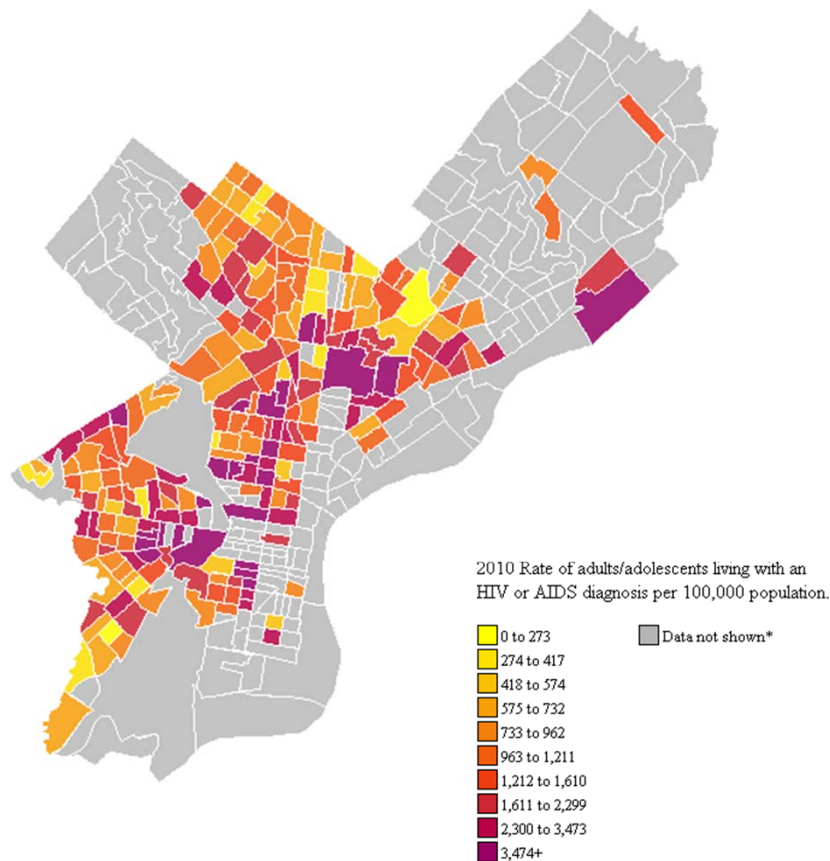 2010 Rate of adults/adolescents living with an
HIV or AIDS diagnosis per 100,000 population.
0 to 273
Data not shown*
274 to 417
418 to 574
575 to 732
733 to 962
963 to 1,211
1,212 to 1,610
1,611 to 2,299
2,300 to 3,473
3,474+